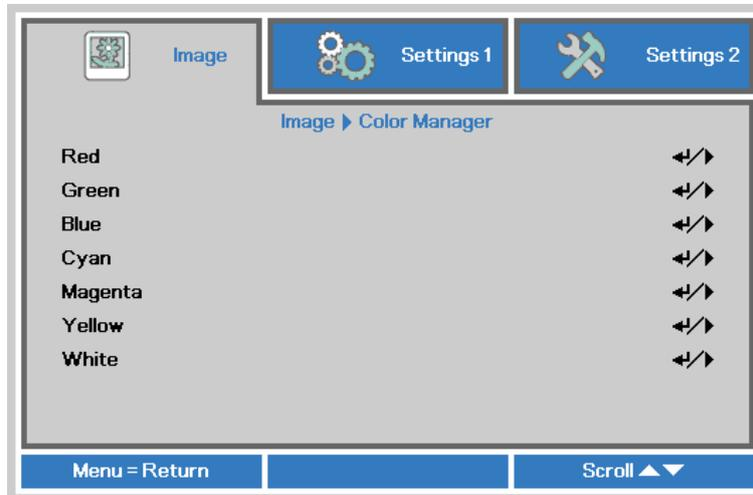 Image
Settings 1
Settings 2
Image Color Manager
Red
Green
Blue
Cyan
Magenta
Yellow
White
Menu = Return
Scroll